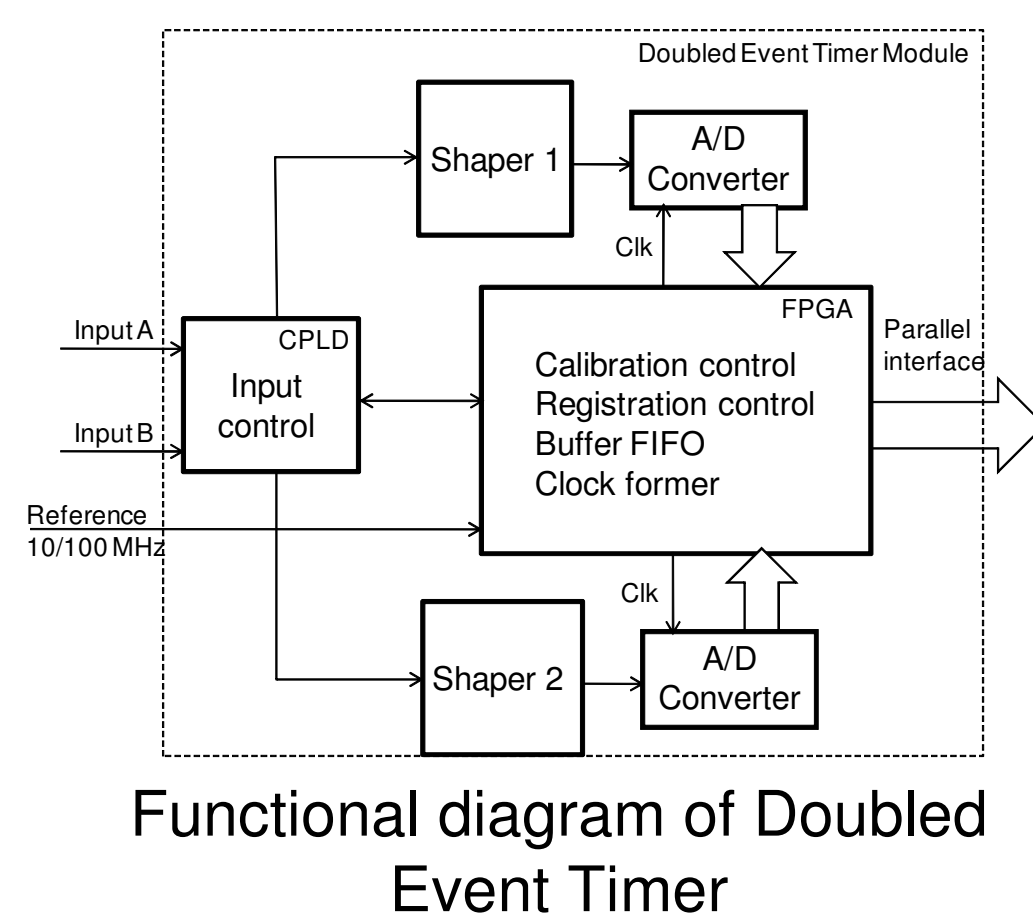 Doubled Event Timer Module
Shaper 1
A/D
Converter
Clk
FPGA
Calibration control
Registration control
Buffer FIFO
Clock former
Parallel
interface
Input A
CPLD
Input
control
Input B
Reference
10/100 MHz
Clk
Shaper 2
A/D
Converter
Functional diagram of Doubled
Event Timer